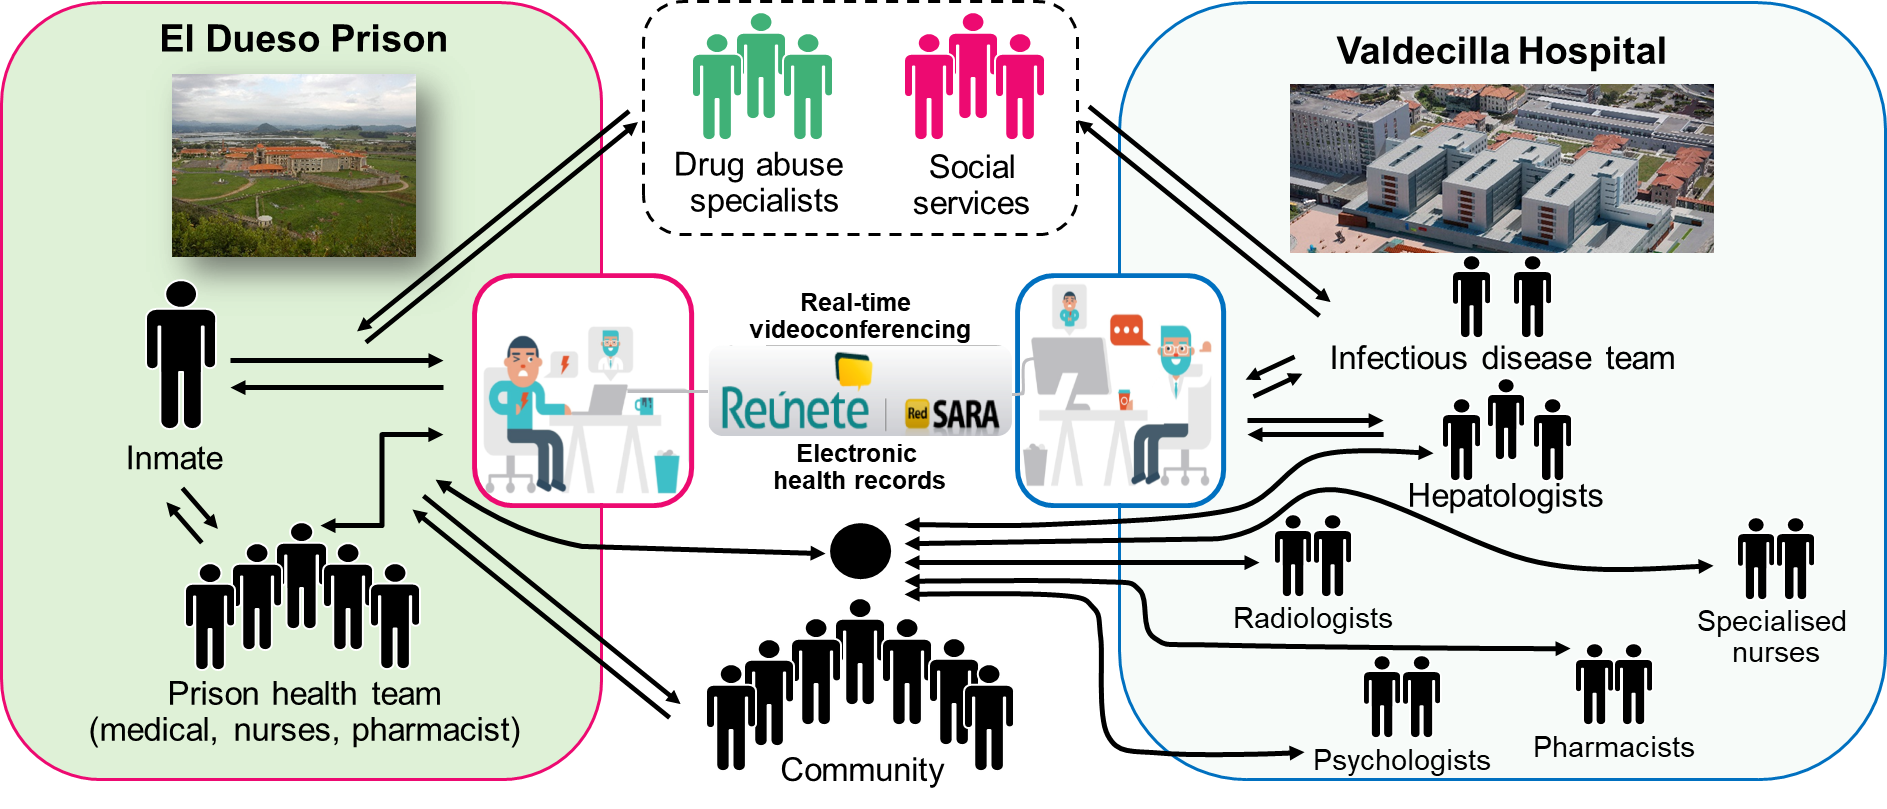 El Dueso Prison
Drug abuse
specialists
Social
services
Valdecilla Hospital
Real-time
videoconferencing
Reúnete
Red SARA
Electronic
health records
Inmate
Prison health team
(medical, nurses, pharmacist)
Community
Infectious disease team
Hepatologists
Radiologists
Specialised
nurses
Psychologists
Pharmacists